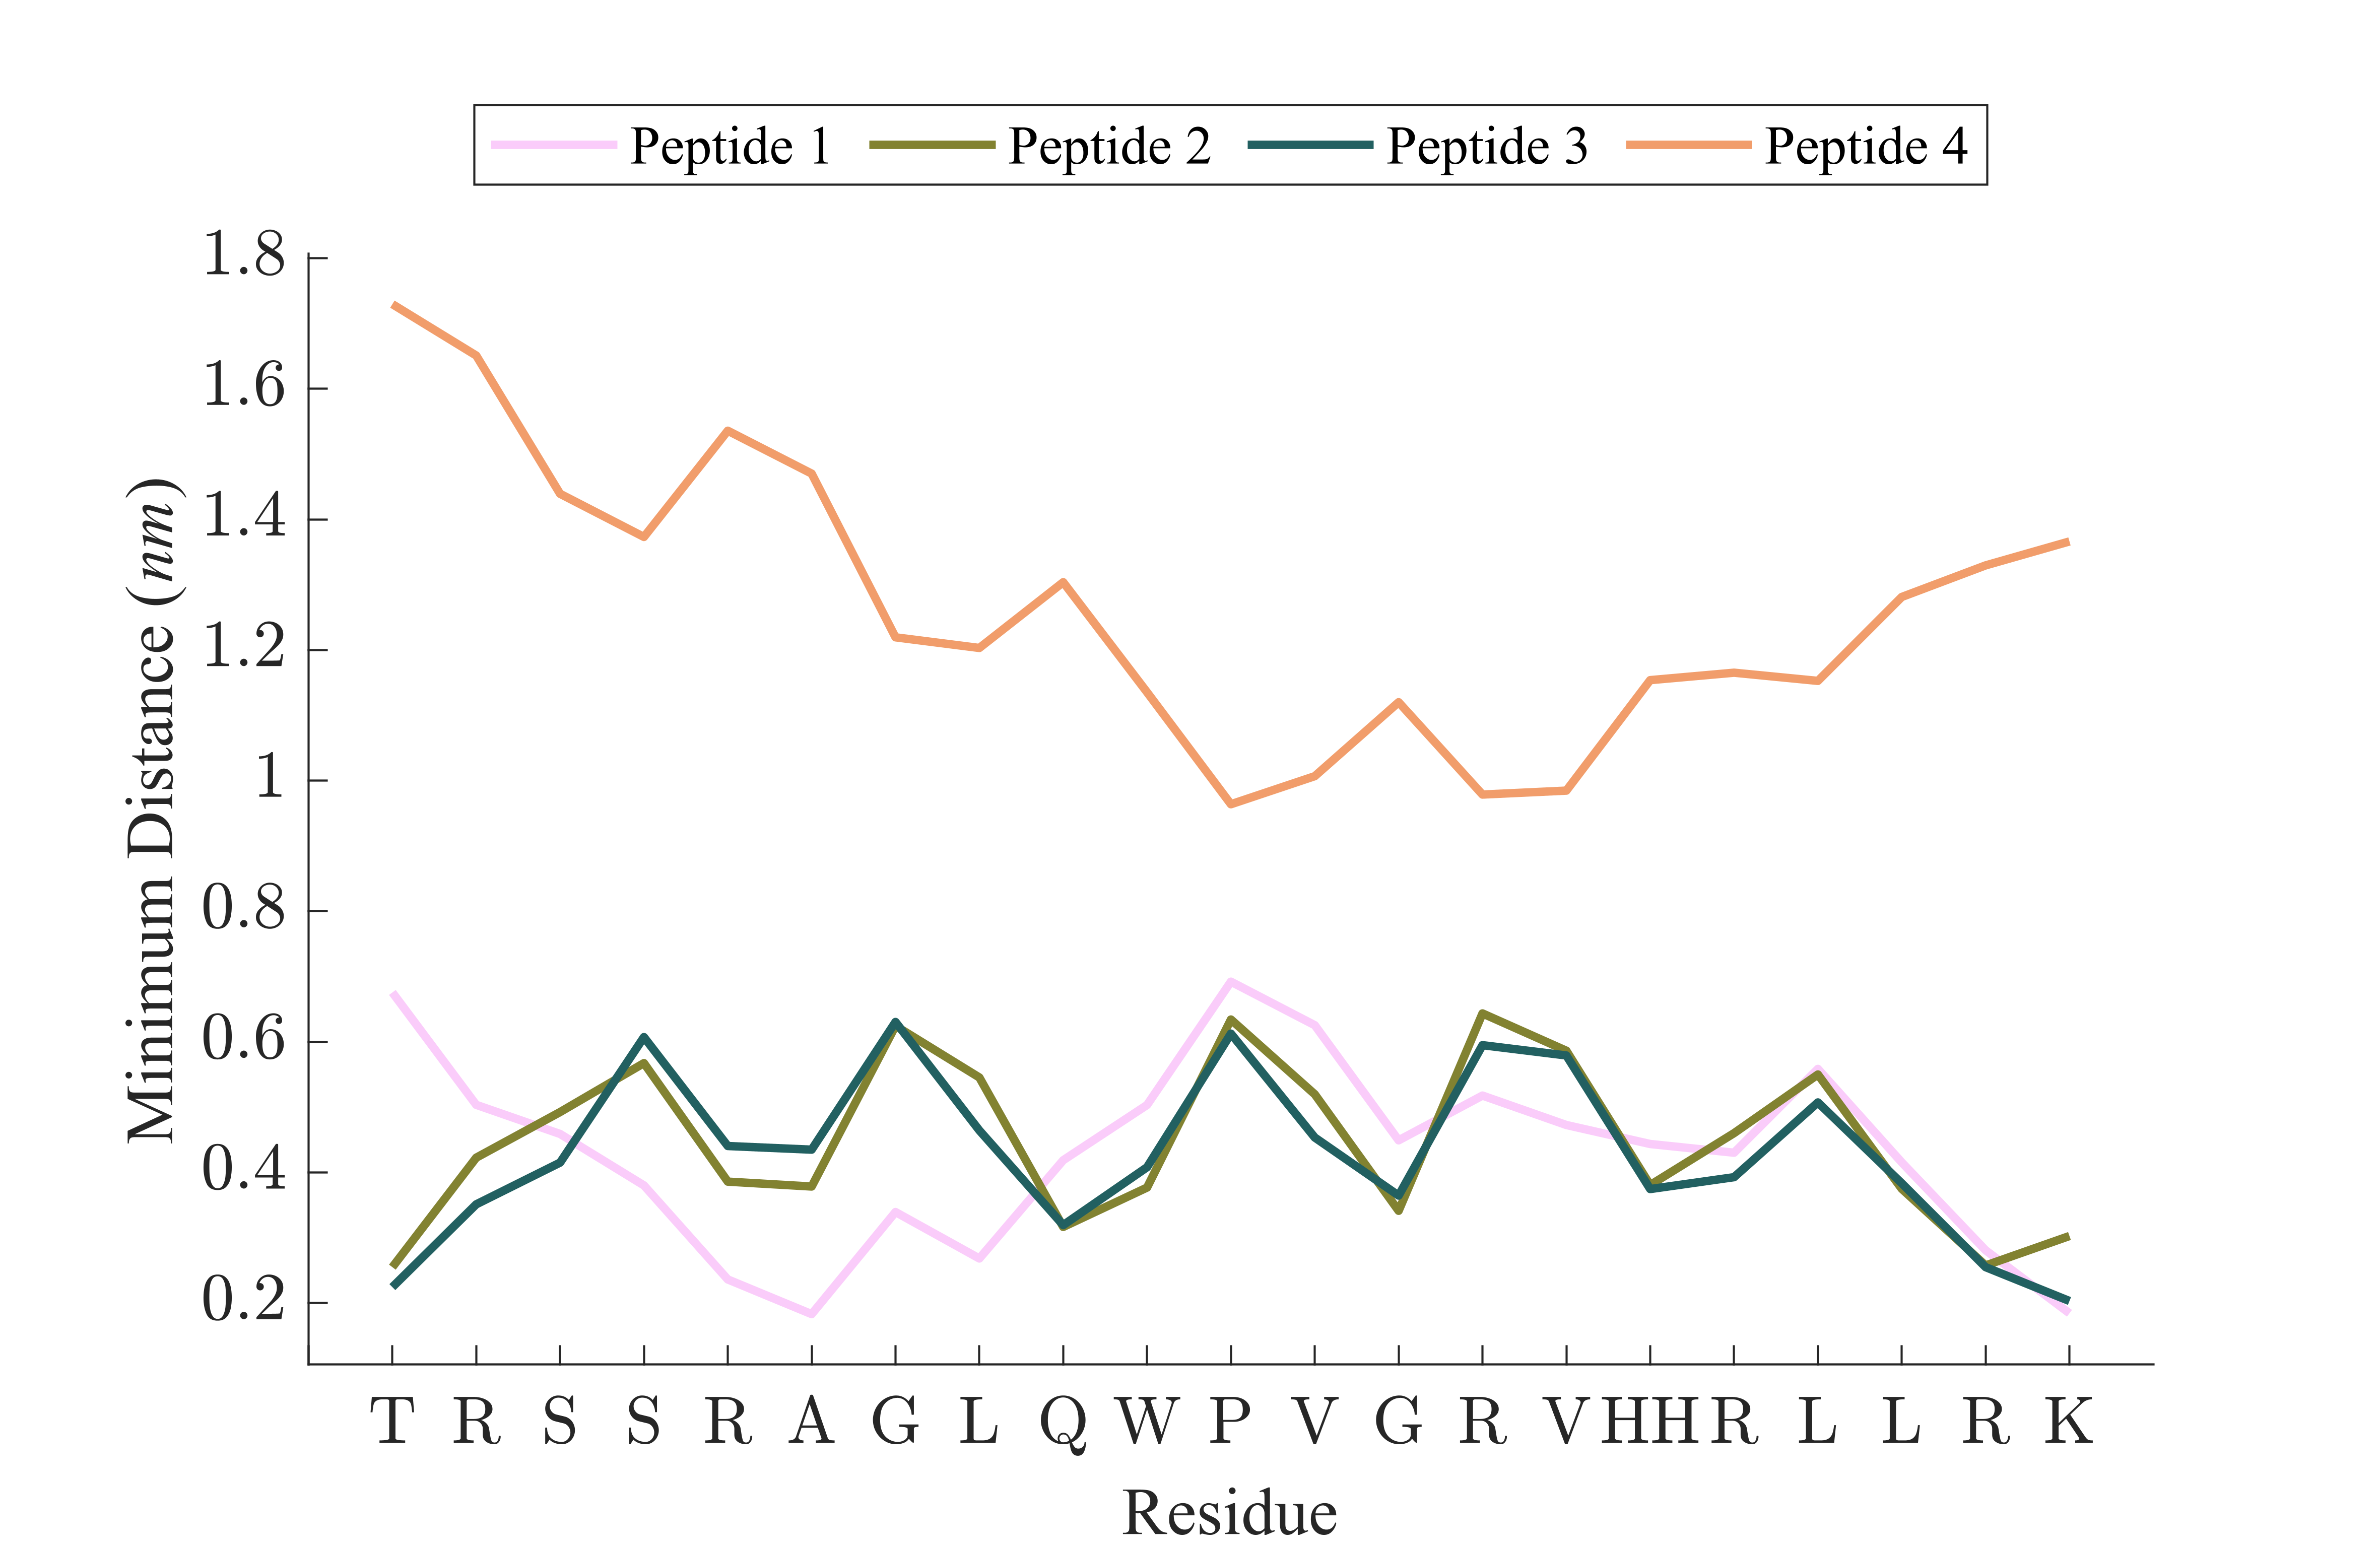 Peptide 1 Peptide 2 Peptide 3 Peptide 4
1.8
1.6
1.4
1.2
1
0.8
0.6
0.4
0.2
Minimum Distance (nm)
T R S S R A G L Q W P V G R V HHR L L R K
Residue